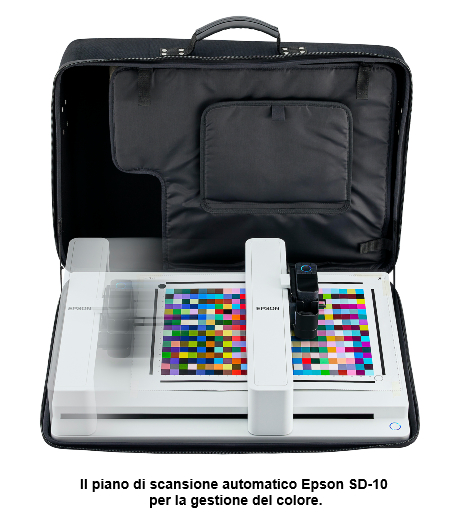 EPSON
EPSON
Il piano di scansione automatico Epson SD-10
per la gestione del colore.